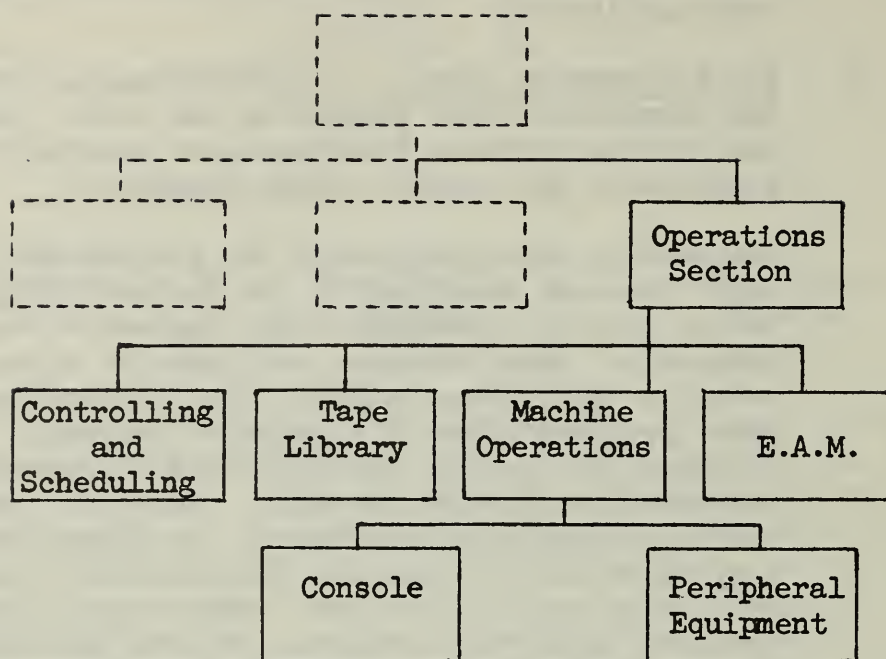 Operations
Section
Controlling
and
Scheduling
Tape
Library
Machine
Operations
E.A.M.
Console
Peripheral
Equipment